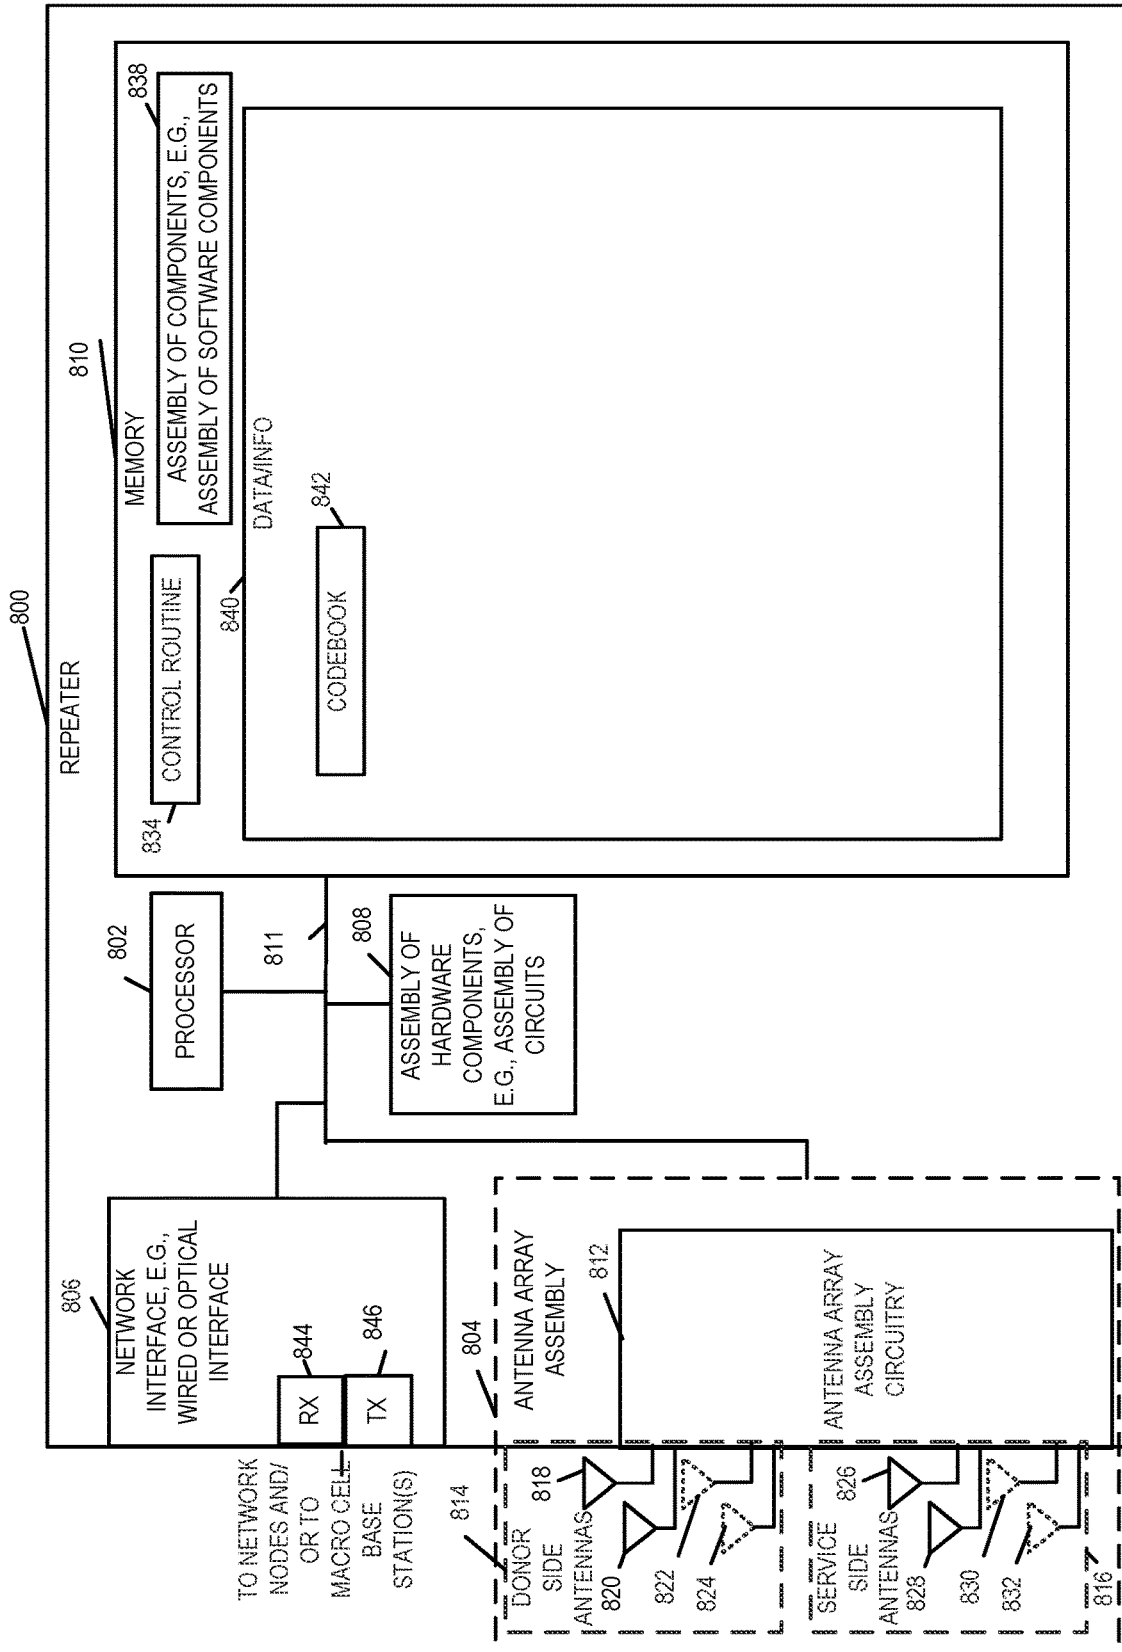 800
REPEATER
806
NETWORK
INTERFACE, E.G.,
WIRED OR OPTICAL
INTERFACE
RX
844
TX
846
TO NETWORK
NODES AND/
OR TO
MACRO CELL
BASE
STATION(S)
802
PROCESSOR
811
808
ASSEMBLY OF
HARDWARE
COMPONENTS,
E.G., ASSEMBLY OF
CIRCUITS
810
MEMORY
834
CONTROL ROUTINE
838
ASSEMBLY OF COMPONENTS, E.G.,
ASSEMBLY OF SOFTWARE COMPONENTS
840
DATA/INFO
842
CODEBOOK
804
ANTENNA ARRAY
ASSEMBLY
812
ANTENNA ARRAY
ASSEMBLY
CIRCUITRY
814
DONOR
SIDE
ANTENNAS
818
820
822
824
SERVICE
SIDE
ANTENNAS
826
828
830
832
816